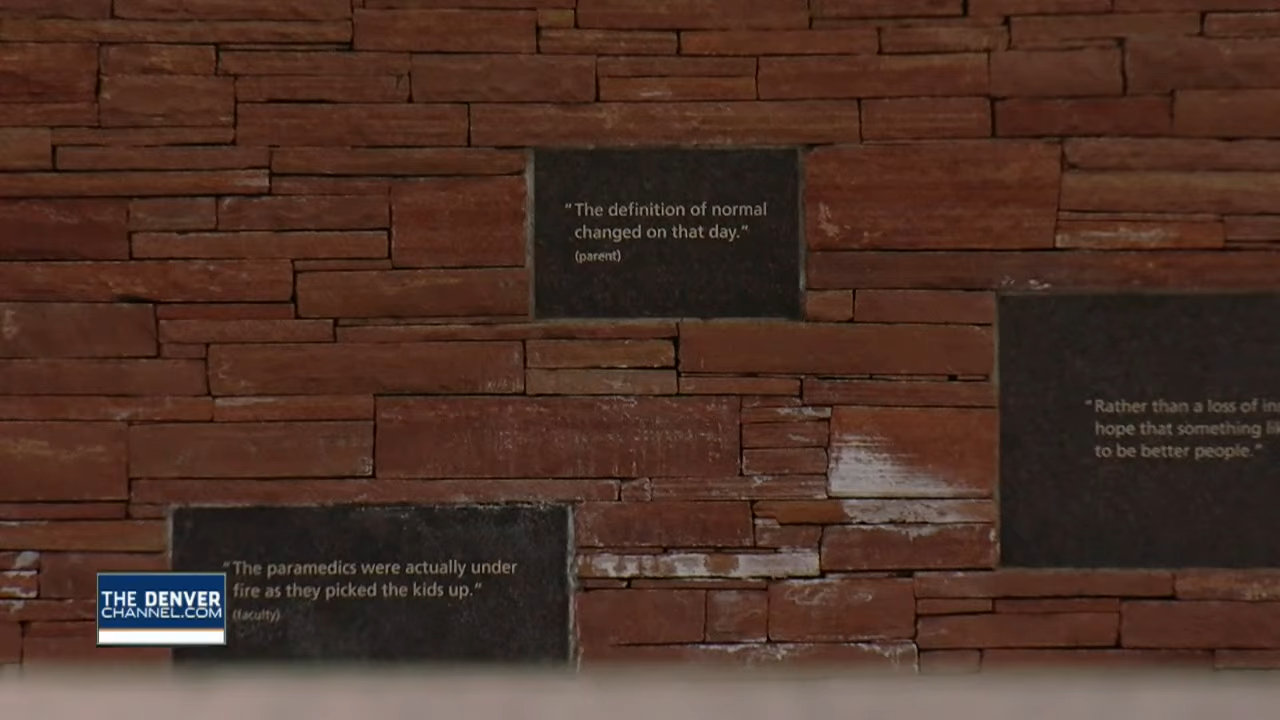 "The definition of normal
changed on that day."
(parent)
"Rather than a loss of in
hope that something
to be better people."
"The paramedics were actually under
fire as they picked the kids up."
(faculty)
THE DENVER
CHANNEL.COM